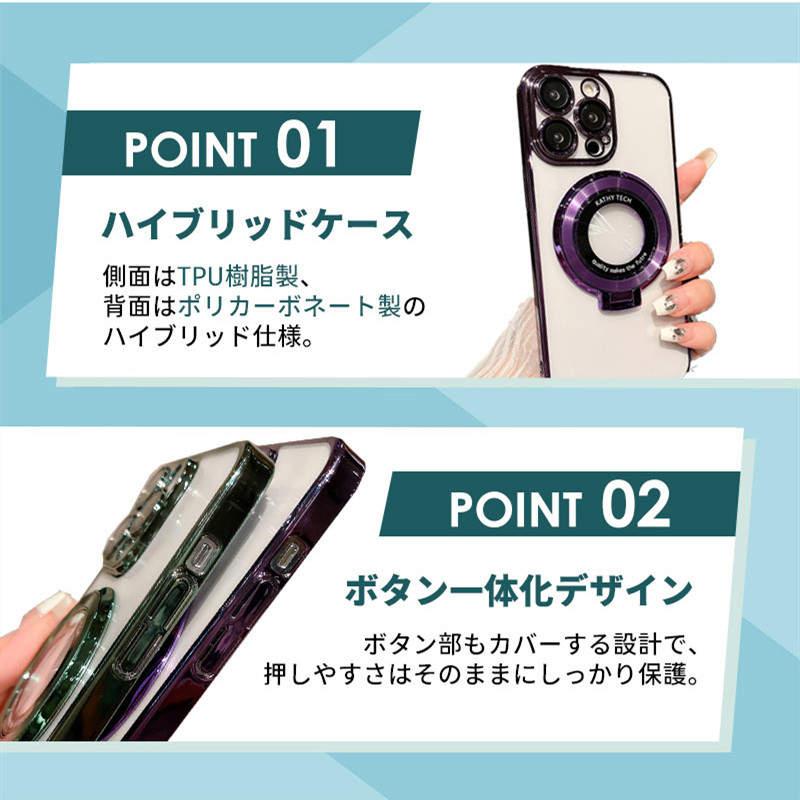 POINT 01
ハイブリッドケース
側面はTPU樹脂製、
背面はポリカーボネート製の
ハイブリッド仕様。
KATHY TECH
quality makes the future
POINT 02
ボタン一体化デザイン
ボタン部もカバーする設計で、
押しやすさはそのままにしっかり保護。